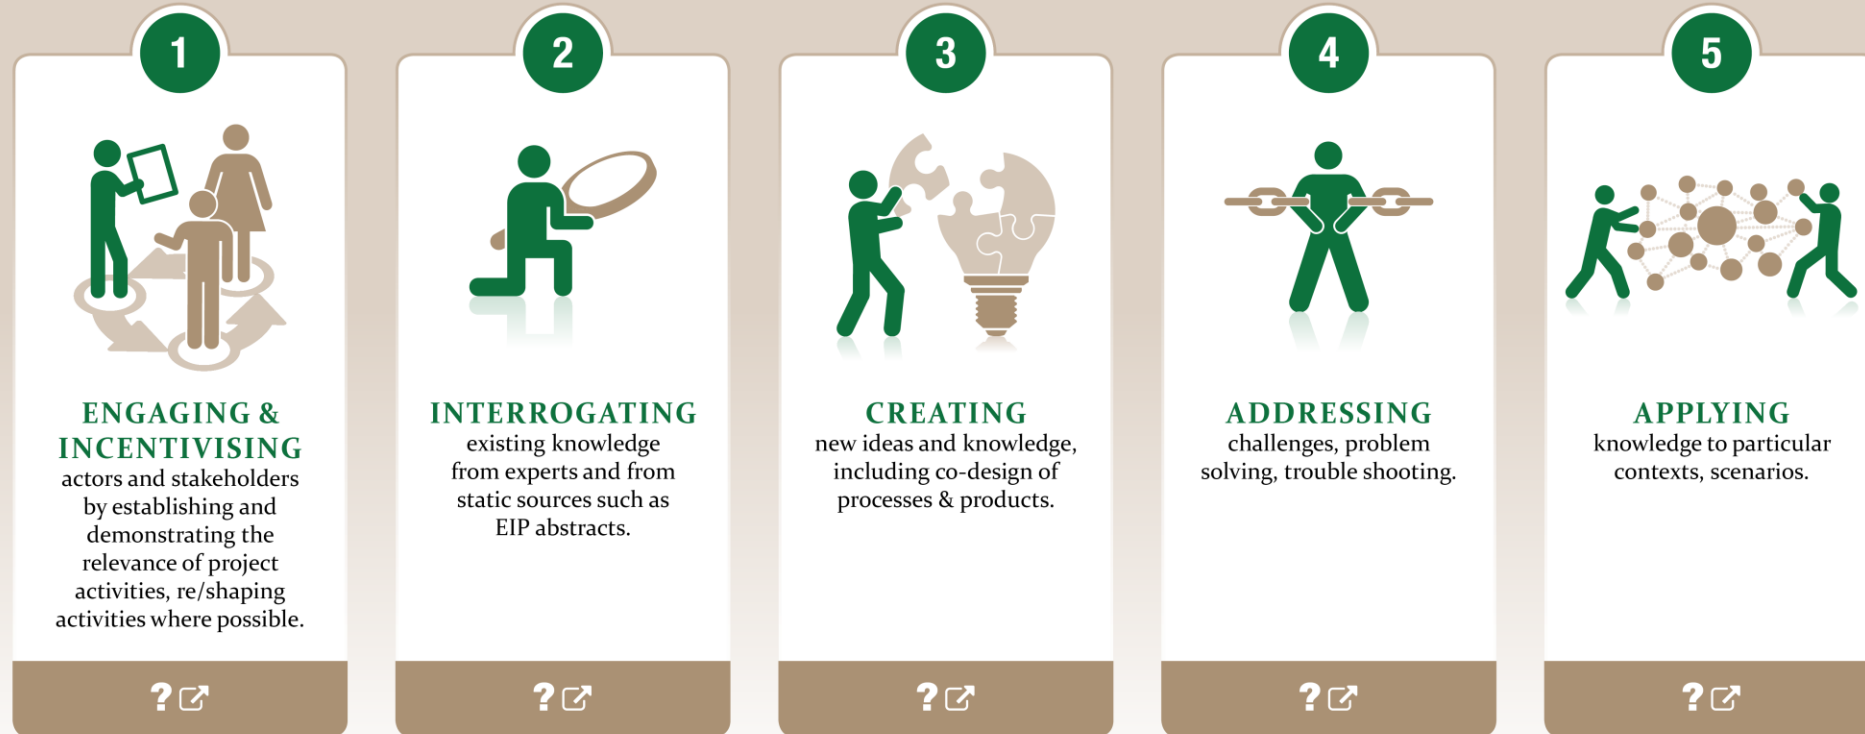 1
ENGAGING &
INCENTIVISING
actors and stakeholders
by establishing and
demonstrating the
relevance of project
activities, re/shaping
activities where possible.
?
2
INTERROGATING
existing knowledge
from experts and from
static sources such as
EIP abstracts.
?
3
CREATING
new ideas and knowledge,
including co-design of
processes & products.
?
4
ADDRESSING
challenges, problem
solving, trouble shooting.
?
5
APPLYING
knowledge to particular
contexts, scenarios.
?